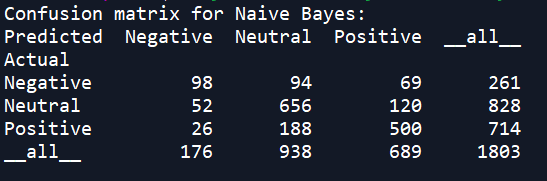 Confusion matrix for Naive Bayes:
Predicted Negative Neutral Positive __all__
Actual
Negative 98 94 69 261
Neutral 52 656 120 828
Positive 26 188 500 714
__all__ 176 938 689 1803